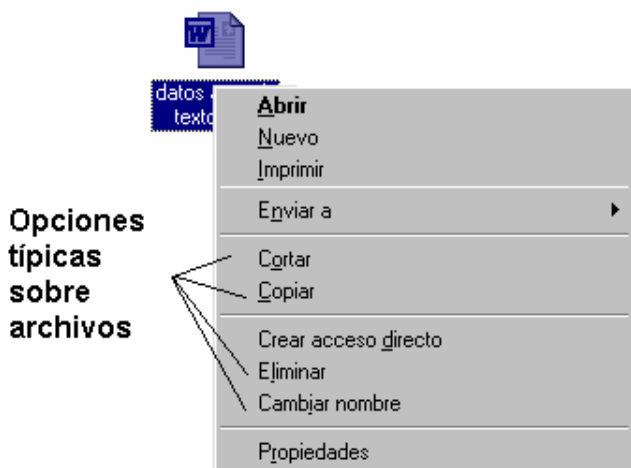 W
datos
texto
Abrir
Nuevo
Imprimir
Enviar a
Opciones
típicas
sobre
archivos
Cortar
Copiar
Crear acceso directo
Eliminar
Cambiar nombre
Propiedades